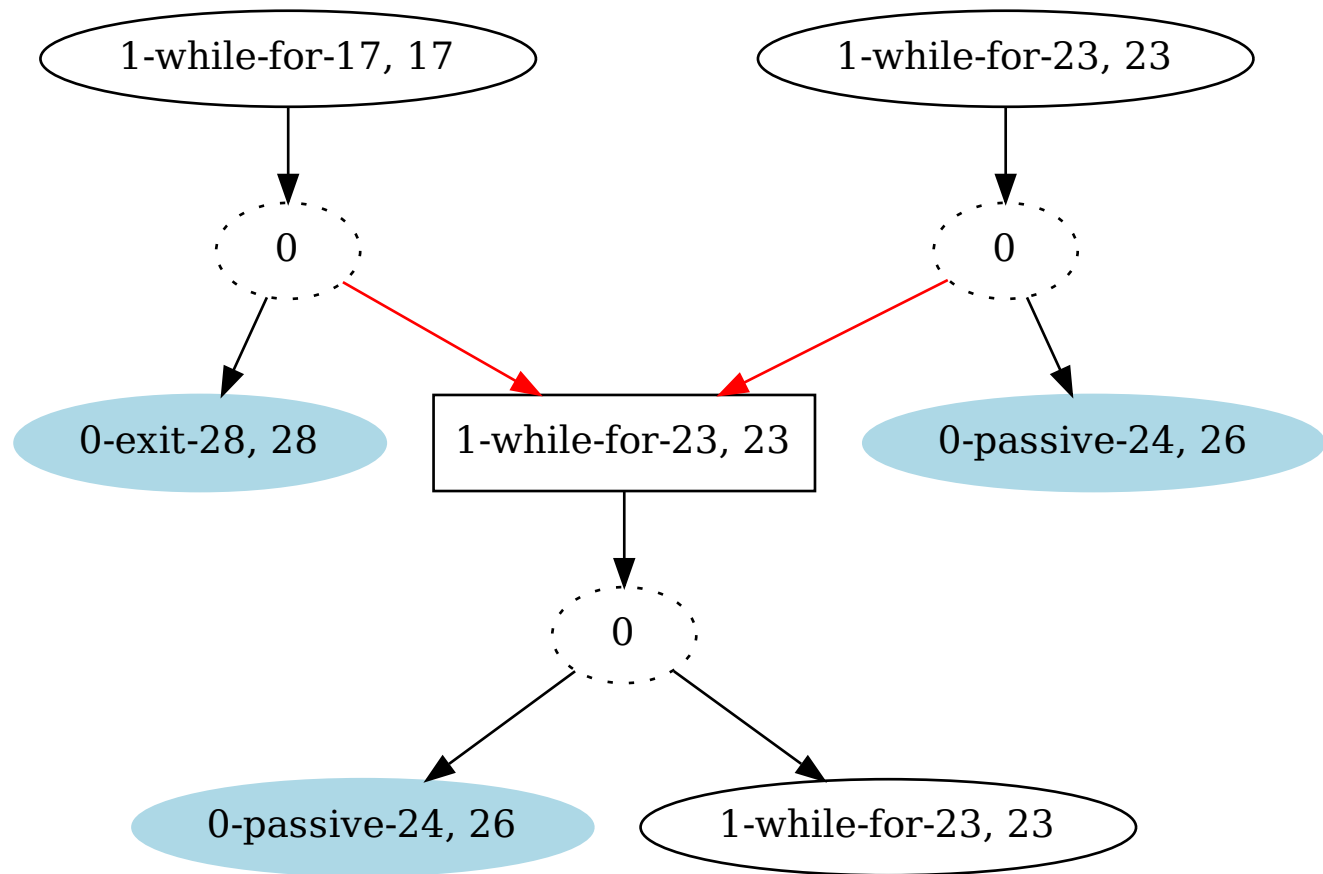 1-while-for-17, 17
1-while-for-23, 23
0
0
0-exit-28, 28
1-while-for-23, 23
0-passive-24, 26
0
0-passive-24, 26
1-while-for-23, 23